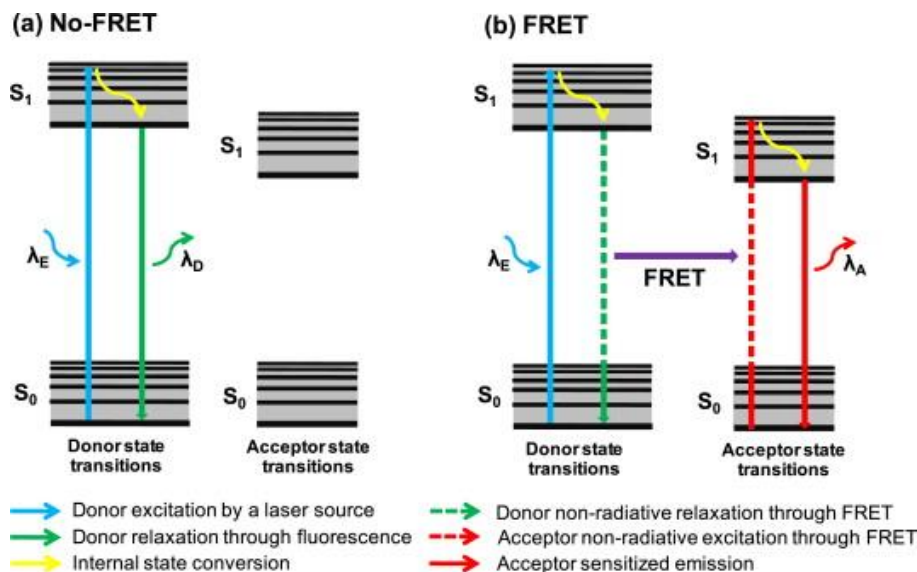 (a) No-FRET
S1
S1
λE
λD
S0
S0
Donor state
transitions
Acceptor state
transitions
(b) FRET
S1
S1
λE
FRET
λA
S0
S0
Donor state
transitions
Acceptor state
transitions
Donor excitation by a laser source
Donor relaxation through fluorescence
Internal state conversion
Donor non-radiative relaxation through FRET
Acceptor non-radiative excitation through FRET
Acceptor sensitized emission